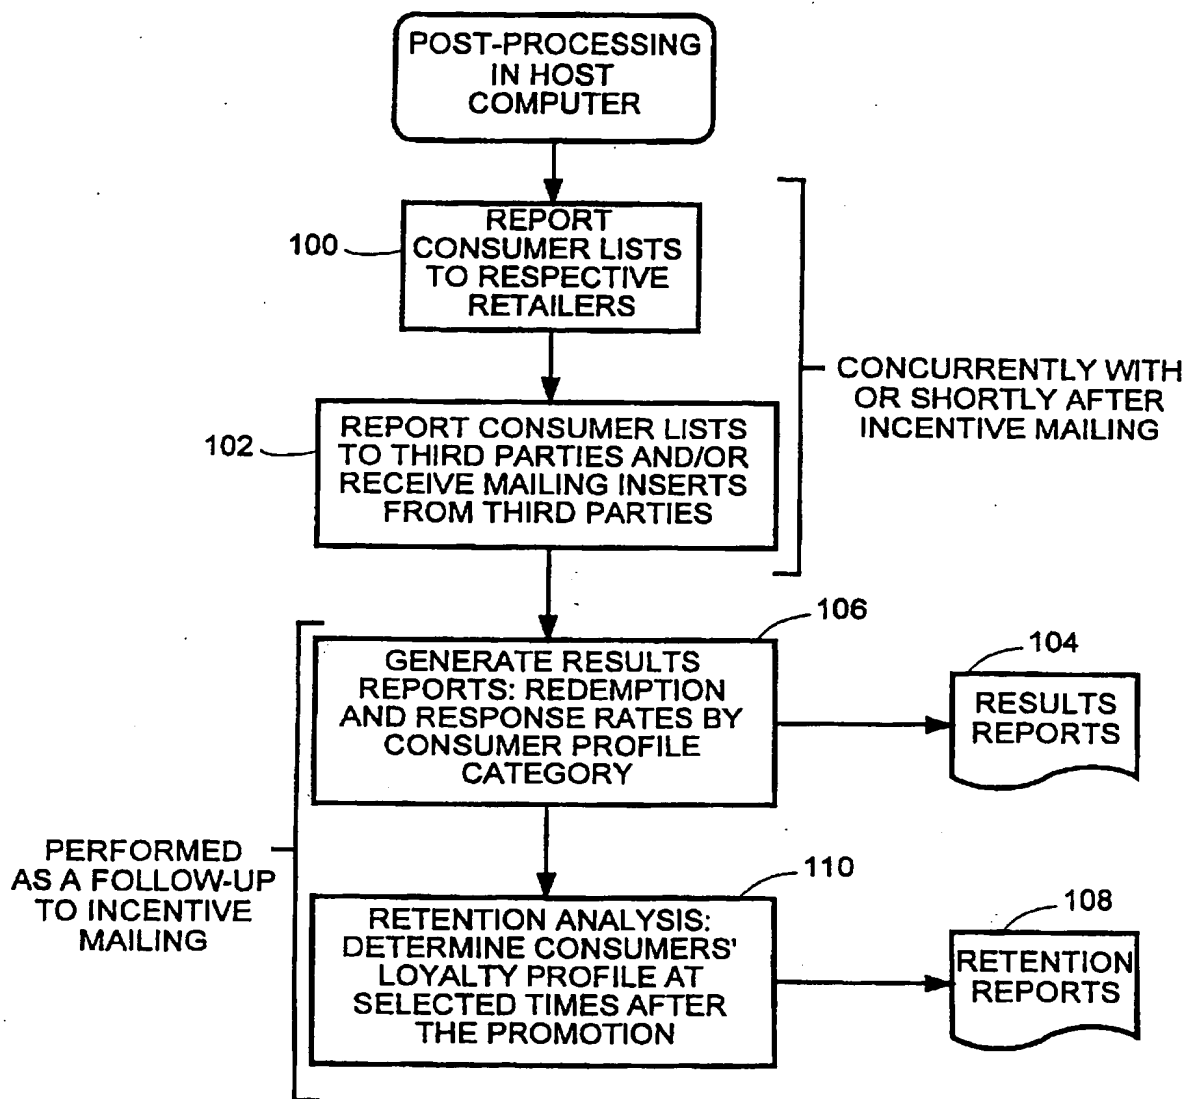 POST-PROCESSING
IN HOST
COMPUTER
100
REPORT
CONSUMER LISTS
TO RESPECTIVE
RETAILERS
CONCURRENTLY WITH
OR SHORTLY AFTER
INCENTIVE MAILING
102
REPORT CONSUMER LISTS
TO THIRD PARTIES AND/OR
RECEIVE MAILING INSERTS
FROM THIRD PARTIES
106
GENERATE RESULTS
REPORTS: REDEMPTION
AND RESPONSE RATES BY
CONSUMER PROFILE
CATEGORY
104
RESULTS
REPORTS
PERFORMED
AS A FOLLOW-UP
TO INCENTIVE
MAILING
110
RETENTION ANALYSIS:
DETERMINE CONSUMERS'
LOYALTY PROFILE AT
SELECTED TIMES AFTER
THE PROMOTION
108
RETENTION
REPORTS